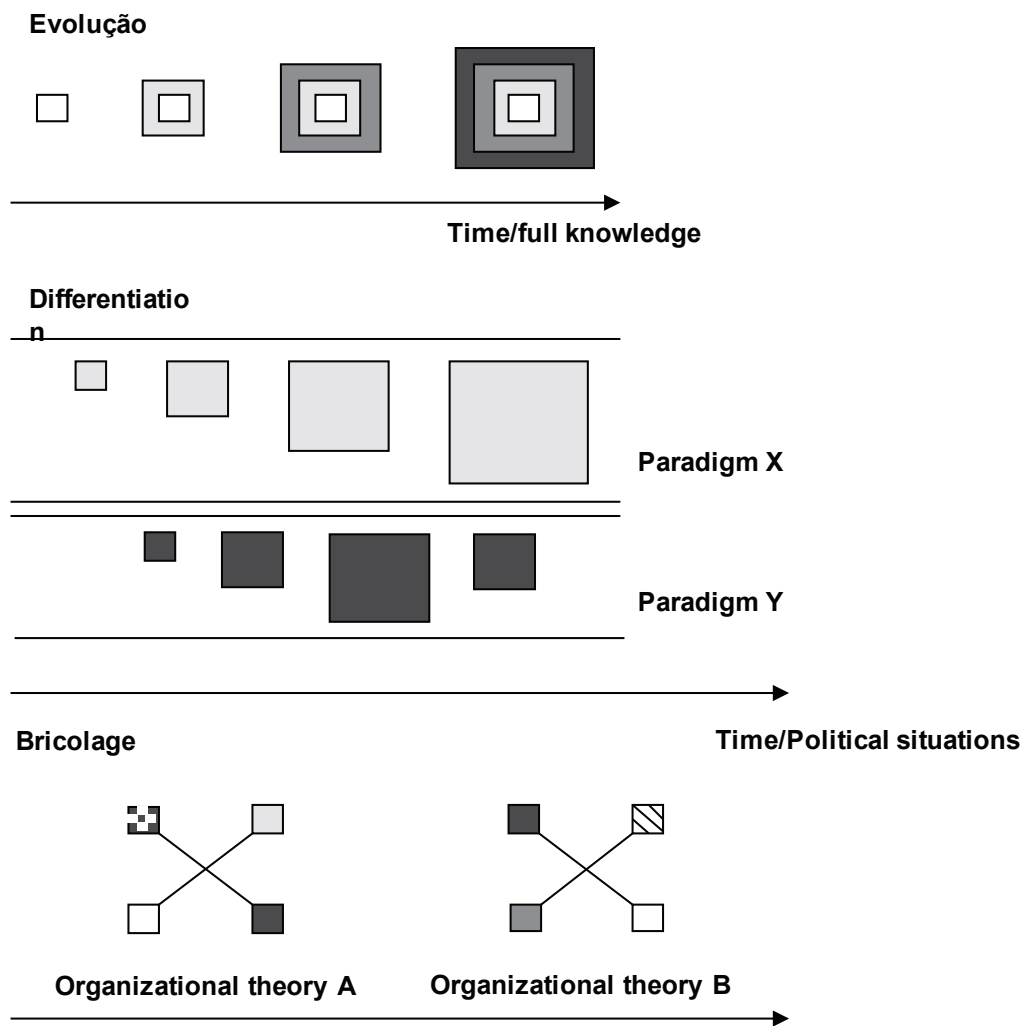 Evolução
Time/full knowledge
Differentiatio
n
Paradigm X
Paradigm Y
Bricolage
Time/Political situations
Organizational theory A
Organizational theory B